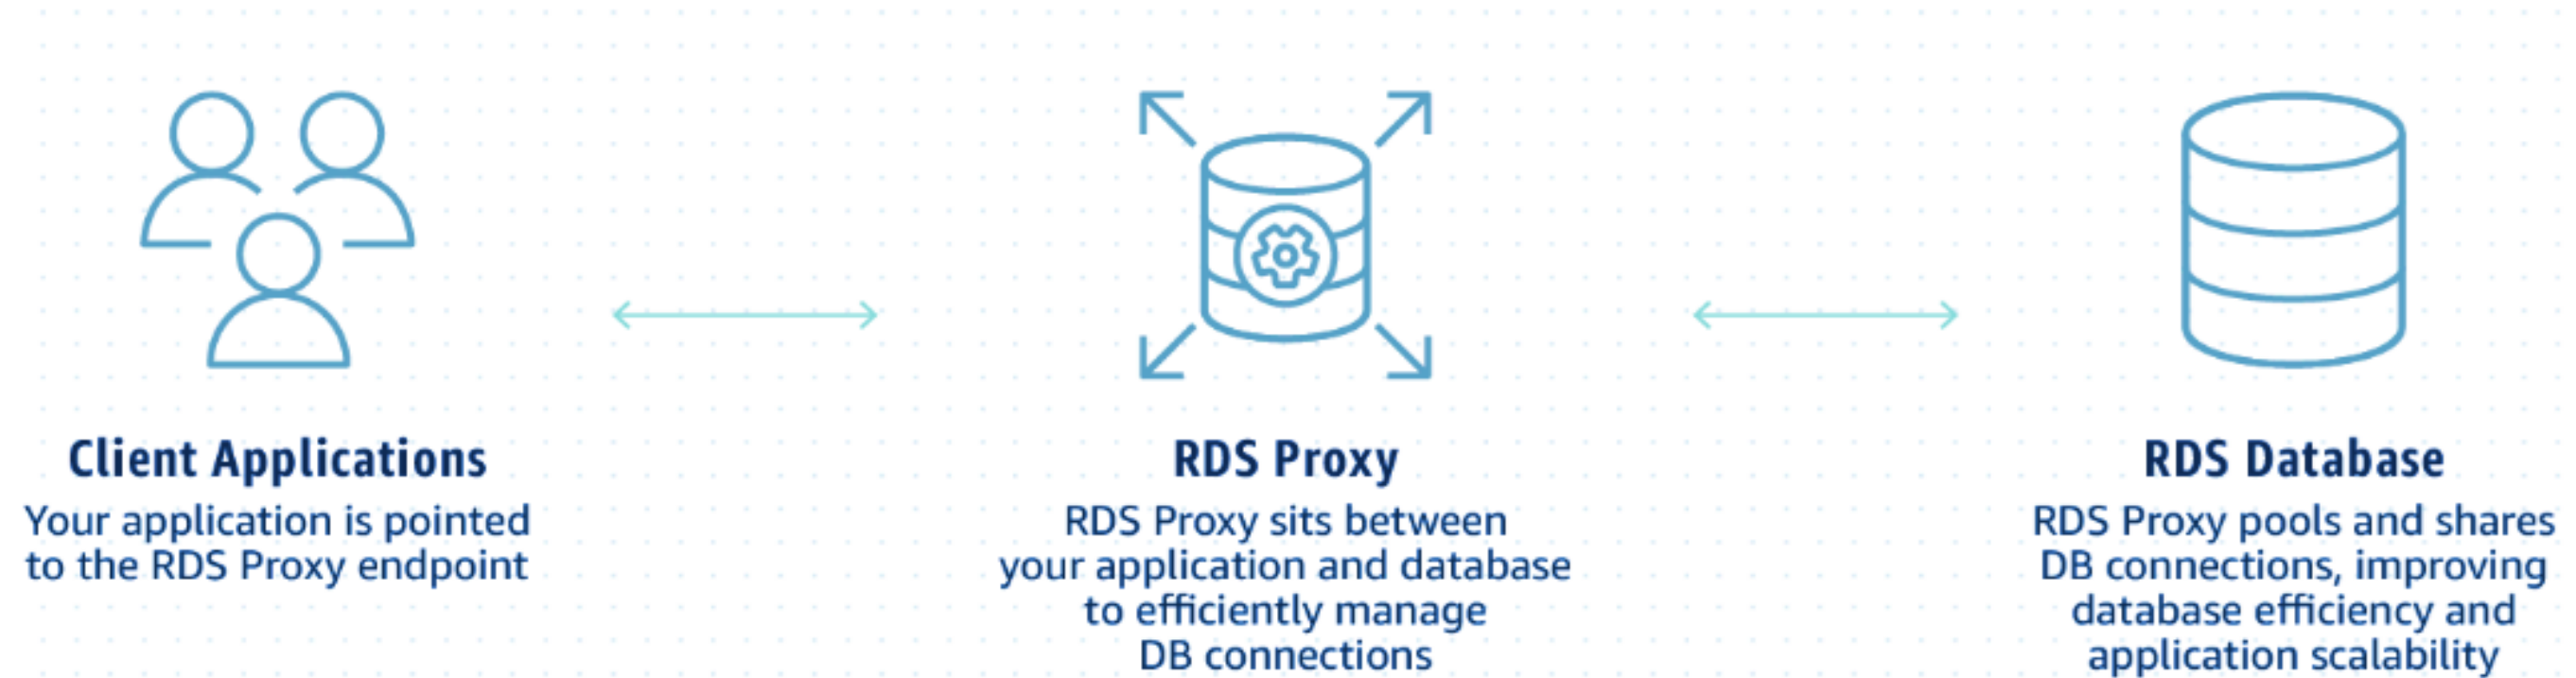 Client Applications
Your application is pointed
to the RDS Proxy endpoint
RDS Proxy
RDS Proxy sits between
your application and database
to efficiently manage
DB connections
RDS Database
RDS Proxy pools and shares
DB connections, improving
database efficiency and
application scalability